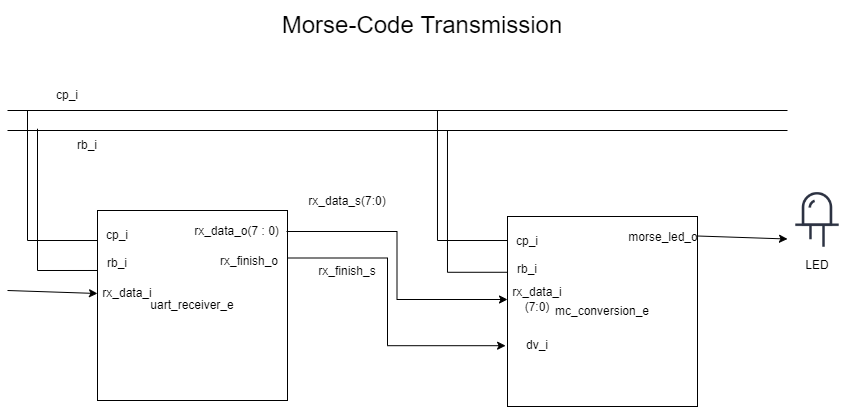 Morse-Code Transmission
cp_i
rb_i
rx_data_s(7:0)
cp_i
rx_data_o(7 : 0)
rb_i
rx_finish_o
rx_data_i
uart_receiver_e
rx_finish_s
cp_i
morse_led_o
rb_i
rx_data_i
(7:0)
mc_conversion_e
dv_i
LED